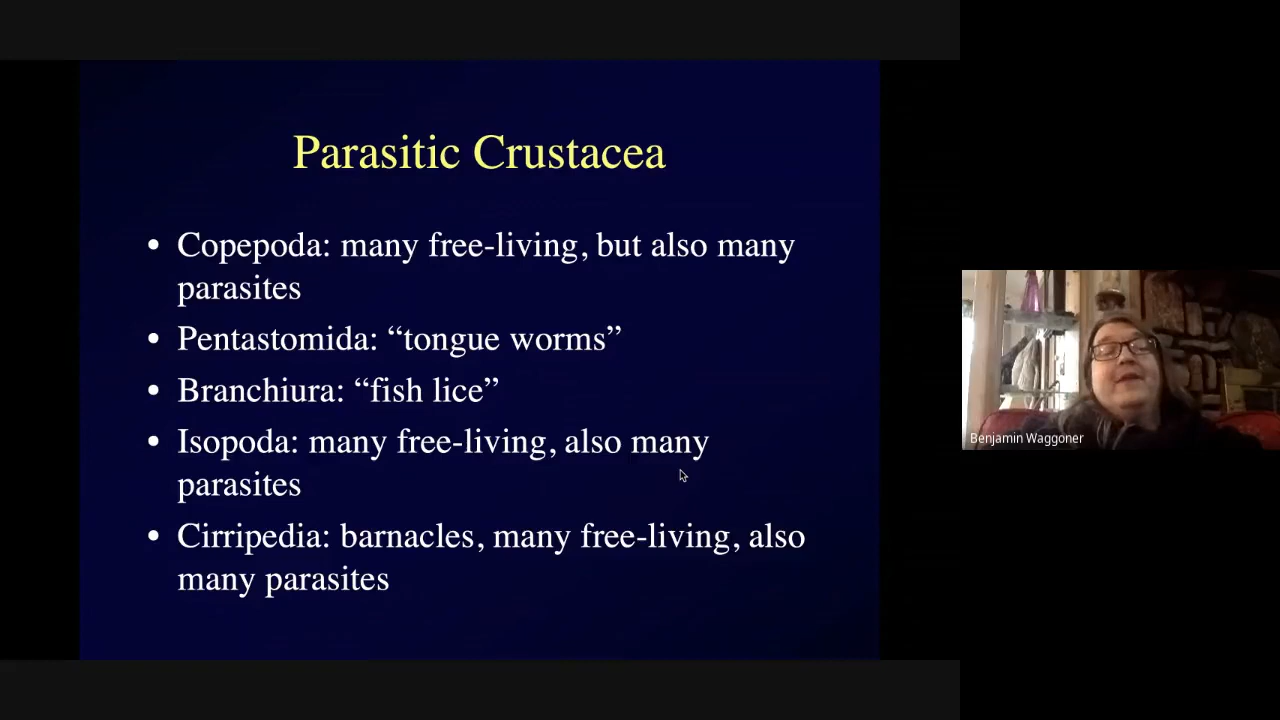 Parasitic Crustacea
• Copepoda: many free-living, but also many
parasites
• Pentastomida: “tongue worms”
• Branchiura: “fish lice”
• Isopoda: many free-living, also many
parasites
• Cirripedia: barnacles, many free-living, also
many parasites
Benjamin Waggoner